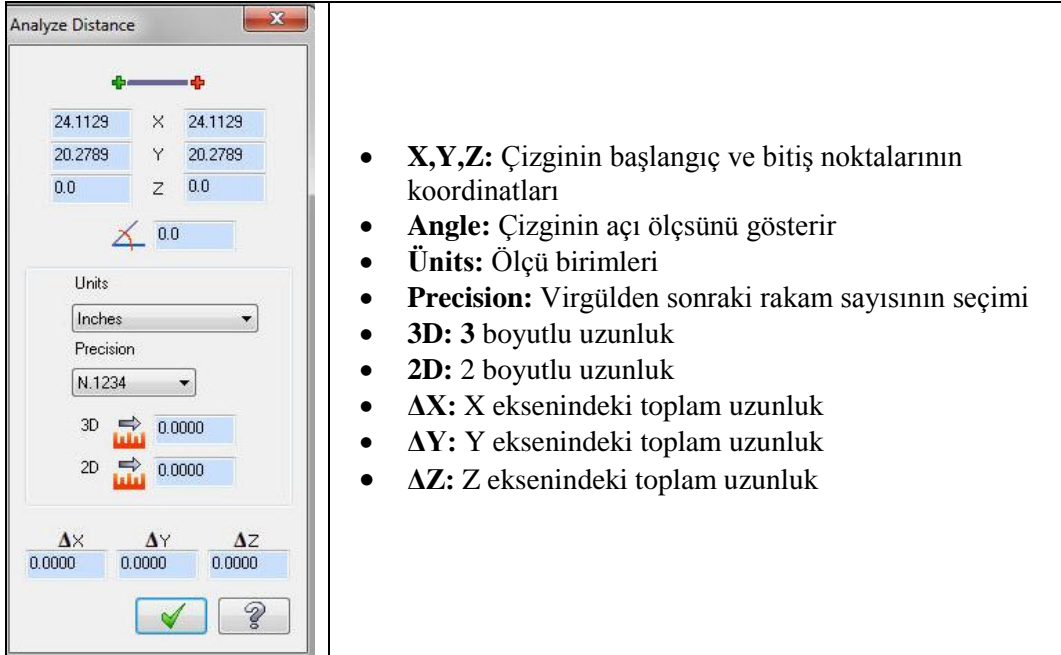 Analyze Distance
24.1129 X 24.1129
20.2789 Y 20.2789
0.0 Z 0.0
0.0
Units
Inches
Precision
N.1234
3D 0.0000
2D 0.0000
ΔX ΔY ΔZ
0.0000 0.0000 0.0000
• X,Y,Z: Çizginin başlangıç ve bitiş noktalarının
koordinatları
• Angle: Çizginin açı ölçsünü gösterir
• Ünits: Ölçü birimleri
• Precision: Virgülden sonraki rakam sayısının seçimi
• 3D: 3 boyutlu uzunluk
• 2D: 2 boyutlu uzunluk
• ΔX: X eksenindeki toplam uzunluk
• ΔY: Y eksenindeki toplam uzunluk
• ΔZ: Z eksenindeki toplam uzunluk